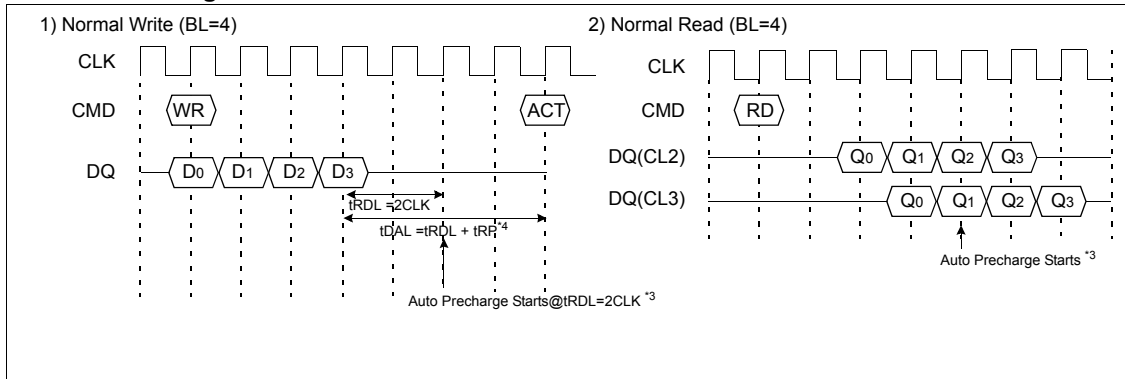 1) Normal Write (BL=4)
CLK
CMD
WR
ACT
DQ
D0 D1 D2 D3
tRDL =2CLK
tDAL =tRDL + tRP*4
Auto Precharge Starts@tRDL=2CLK *3
2) Normal Read (BL=4)
CLK
CMD
RD
DQ(CL2)
Q0 Q1 Q2 Q3
DQ(CL3)
Q0 Q1 Q2 Q3
Auto Precharge Starts *3